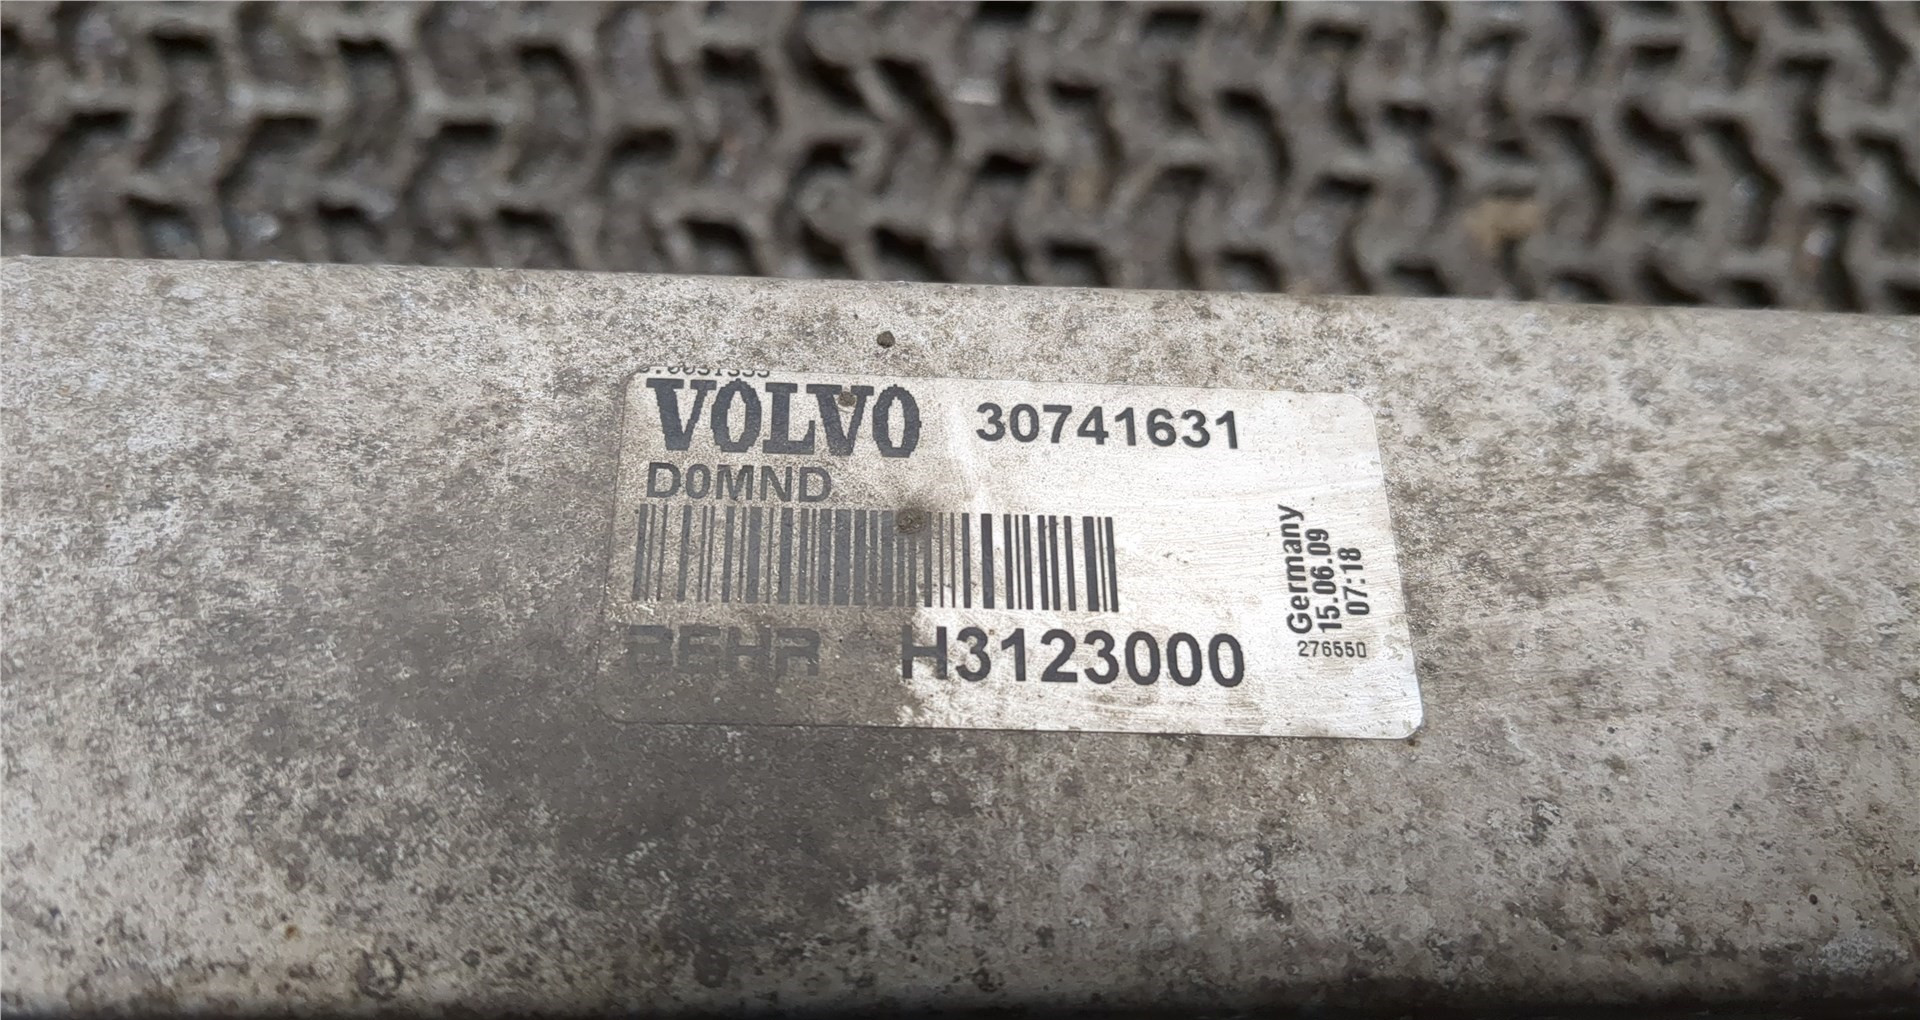 VOLVO 30741631
D0MND
BEHR H3123000
Germany
15.06.09
07:18
276550